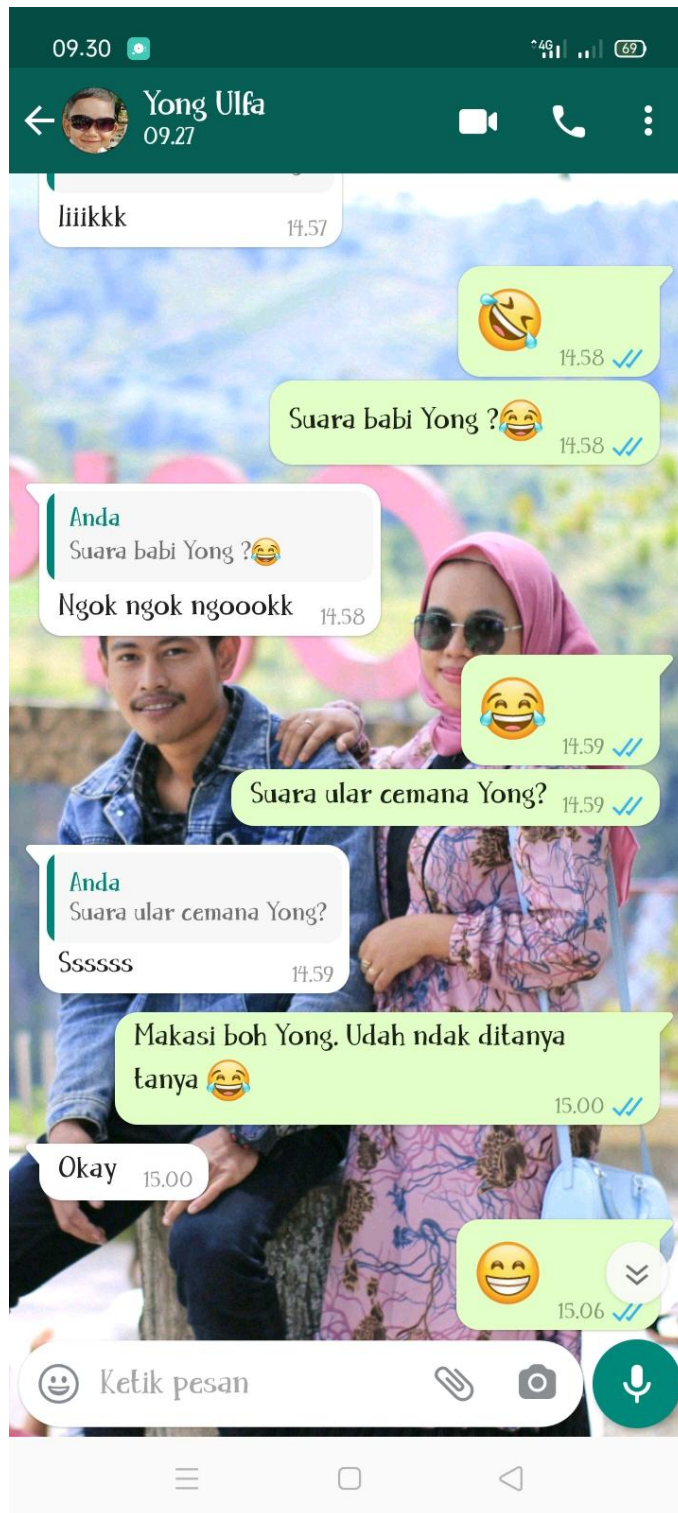 09.30
4G
69
Yong Ulfa
09.27
liiikkk
14.57
14.58
Suara babi Yong ?😂
14.58
Anda
Suara babi Yong ?😂
Ngok ngok ngoookk
14.58
14.59
Suara ular cemana Yong?
14.59
Anda
Suara ular cemana Yong?
Ssssss
14.59
Makasi boh Yong. Udah ndak ditanya
tanya 😂
15.00
Okay
15.00
15.06
Ketik pesan